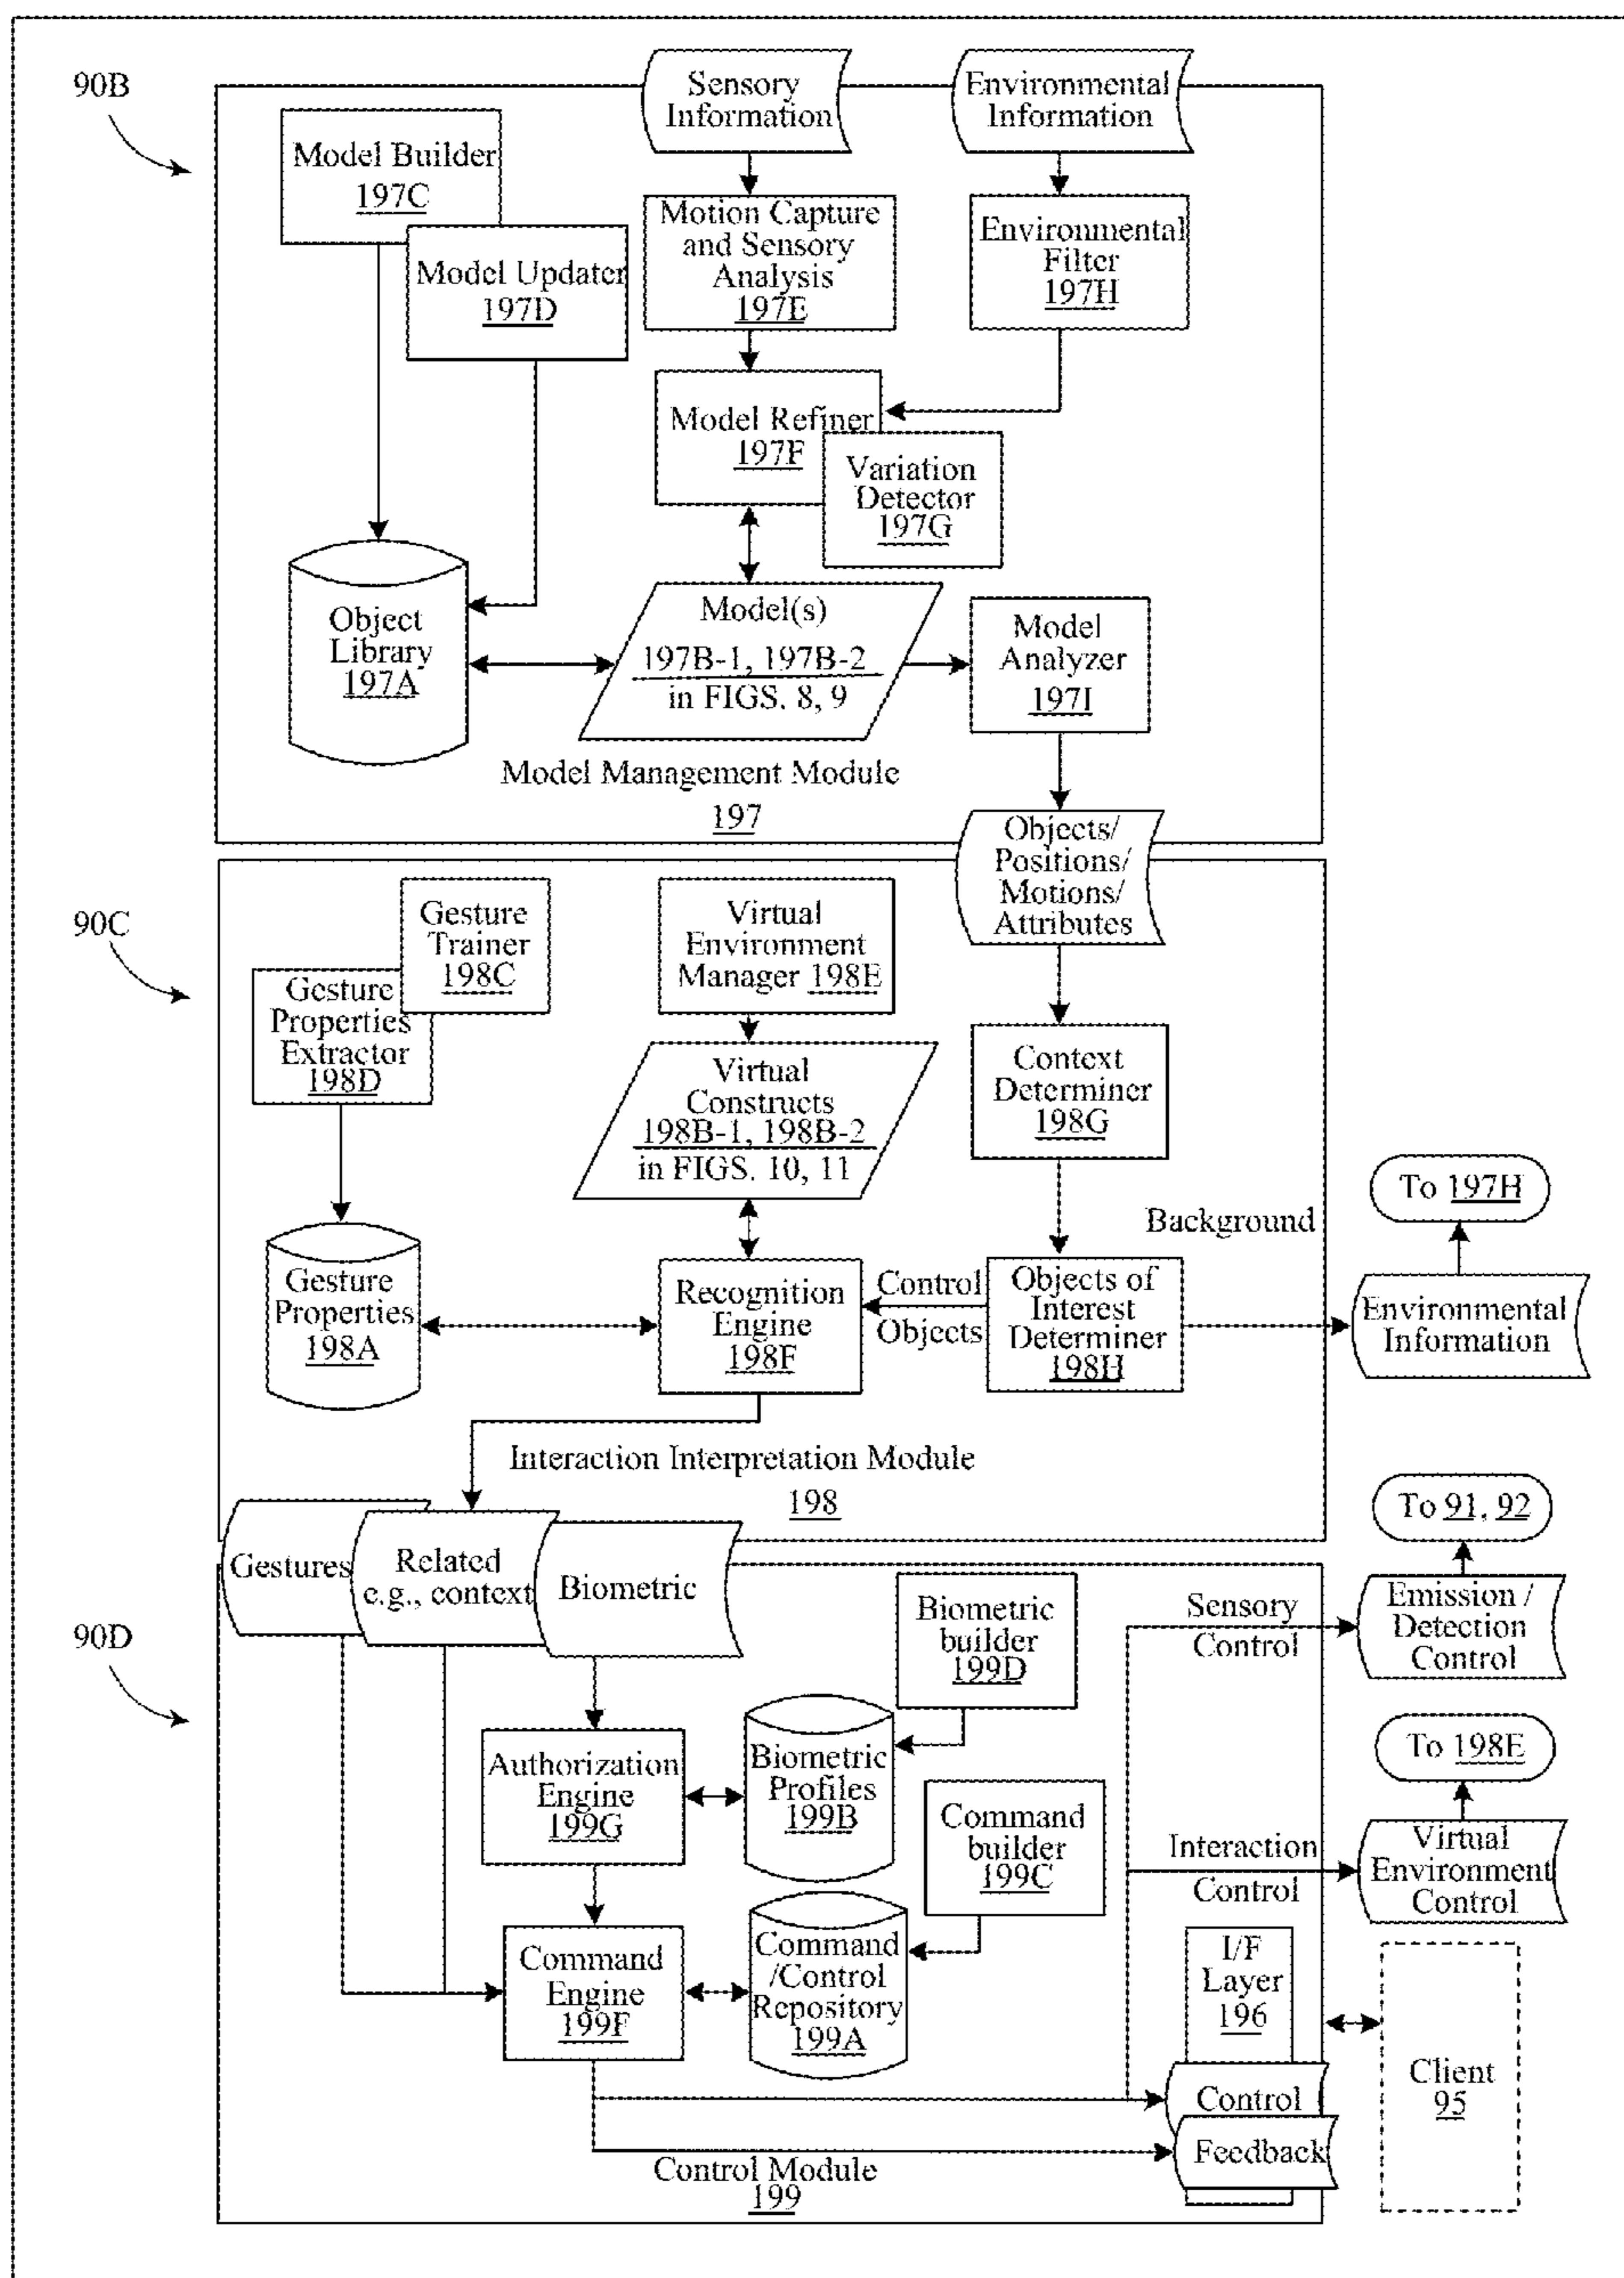 90B
Sensory
Information
Environmental
Information
Model Builder
197C
Model Updater
197D
Motion Capture
and Sensory
Analysis
197E
Environmental
Filter
197H
Model Refiner
197F
Variation
Detector
197G
Object
Library
197A
Model(s)
197B-1, 197B-2
in FIGS. 8, 9
Model
Analyzer
197I
Model Management Module
197
Objects/
Positions/
Motions/
Attributes
90C
Gesture
Trainer
198C
Gesture
Properties
Extractor
198D
Virtual
Environment
Manager 198E
Virtual
Constructs
198B-1, 198B-2
in FIGS. 10, 11
Context
Determiner
198G
Background
To 197H
Gesture
Properties
198A
Recognition
Engine
198F
Control
Objects
Objects of
Interest
Determiner
198H
Environmental
Information
Interaction Interpretation Module
198
90D
Gestures
Related
e.g., context
Biometric
Biometric
builder
199D
Sensory
Control
To 91, 92
Emission /
Detection
Control
Authorization
Engine
199G
Biometric
Profiles
199B
Command
builder
199C
Interaction
Control
To 198E
Virtual
Environment
Control
Command
Engine
199F
Command
/Control
Repository
199A
I/F
Layer
196
Control
Feedback
Client
95
Control Module
199